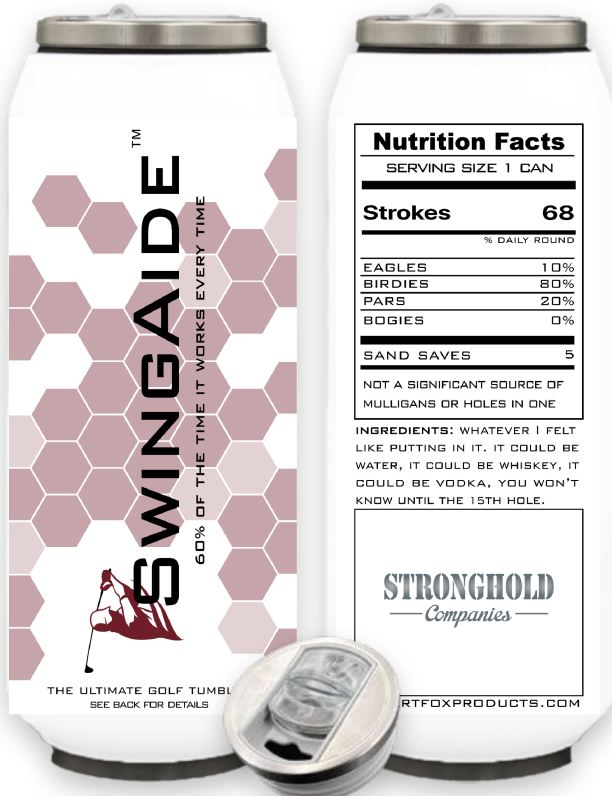 SWINGAIDE™
60% OF THE TIME IT WORKS EVERY TIME
THE ULTIMATE GOLF
SEE BACK FOR DETAILS
Nutrition Facts
SERVING SIZE 1 CAN
Strokes 68
% DAILY ROUND
EAGLES 10%
BIRDIES 80%
PARS 20%
BOGIES 0%
SAND SAVES 5
NOT A SIGNIFICANT SOURCE OF
MULLIGANS OR HOLES IN ONE
INGREDIENTS: WHATEVER I FELT
LIKE PUTTING IN IT. IT COULD BE
WATER, IT COULD BE WHISKEY, IT
COULD BE VODKA, YOU WON'T
KNOW UNTIL THE 15TH HOLE.
STRONGHOLD
Companies
RTFOXPRODUCTS.COM